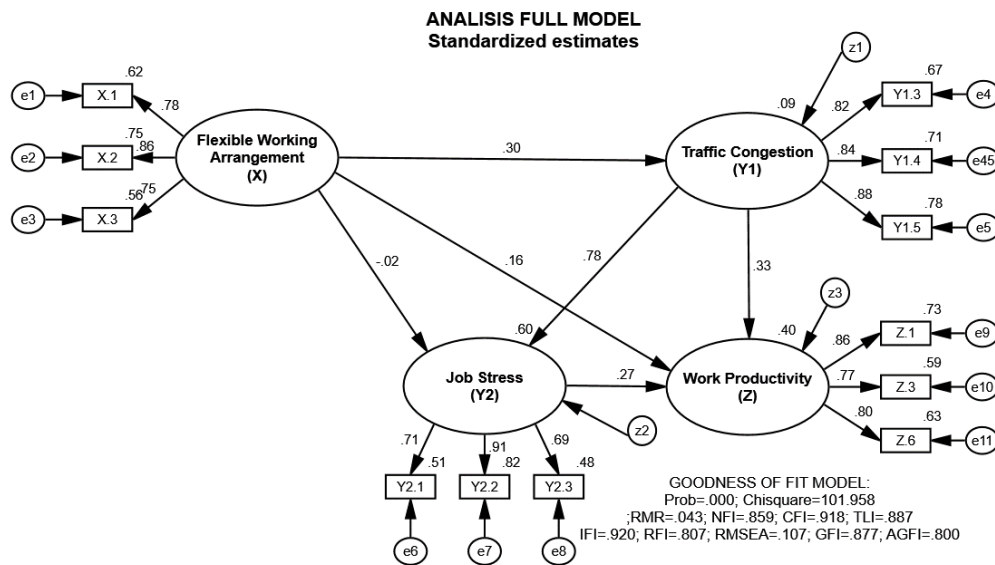 ANALISIS FULL MODEL
Standardized estimates
z1
.62
e1
X.1
.78
.75
.86
e2
X.2
.56
.75
e3
X.3
Flexible Working
Arrangement
(X)
.30
.09
Traffic Congestion
(Y1)
.82
.67
Y1.3
e4
.84
.71
Y1.4
e45
.88
.78
Y1.5
e5
-.02
.16
.78
.33
z3
.60
.40
Job Stress
(Y2)
.27
Work Productivity
(Z)
z2
.86
.73
Z.1
e9
.77
.59
Z.3
e10
.80
.63
Z.6
e11
.71
.51
.91
.82
.69
.48
Y2.1
Y2.2
Y2.3
e6
e7
e8
GOODNESS OF FIT MODEL:
Prob=.000; Chisquare=101.958
;RMR=.043; NFI=.859; CFI=.918; TLI=.887
IFI=.920; RFI=.807; RMSEA=.107; GFI=.877; AGFI=.800